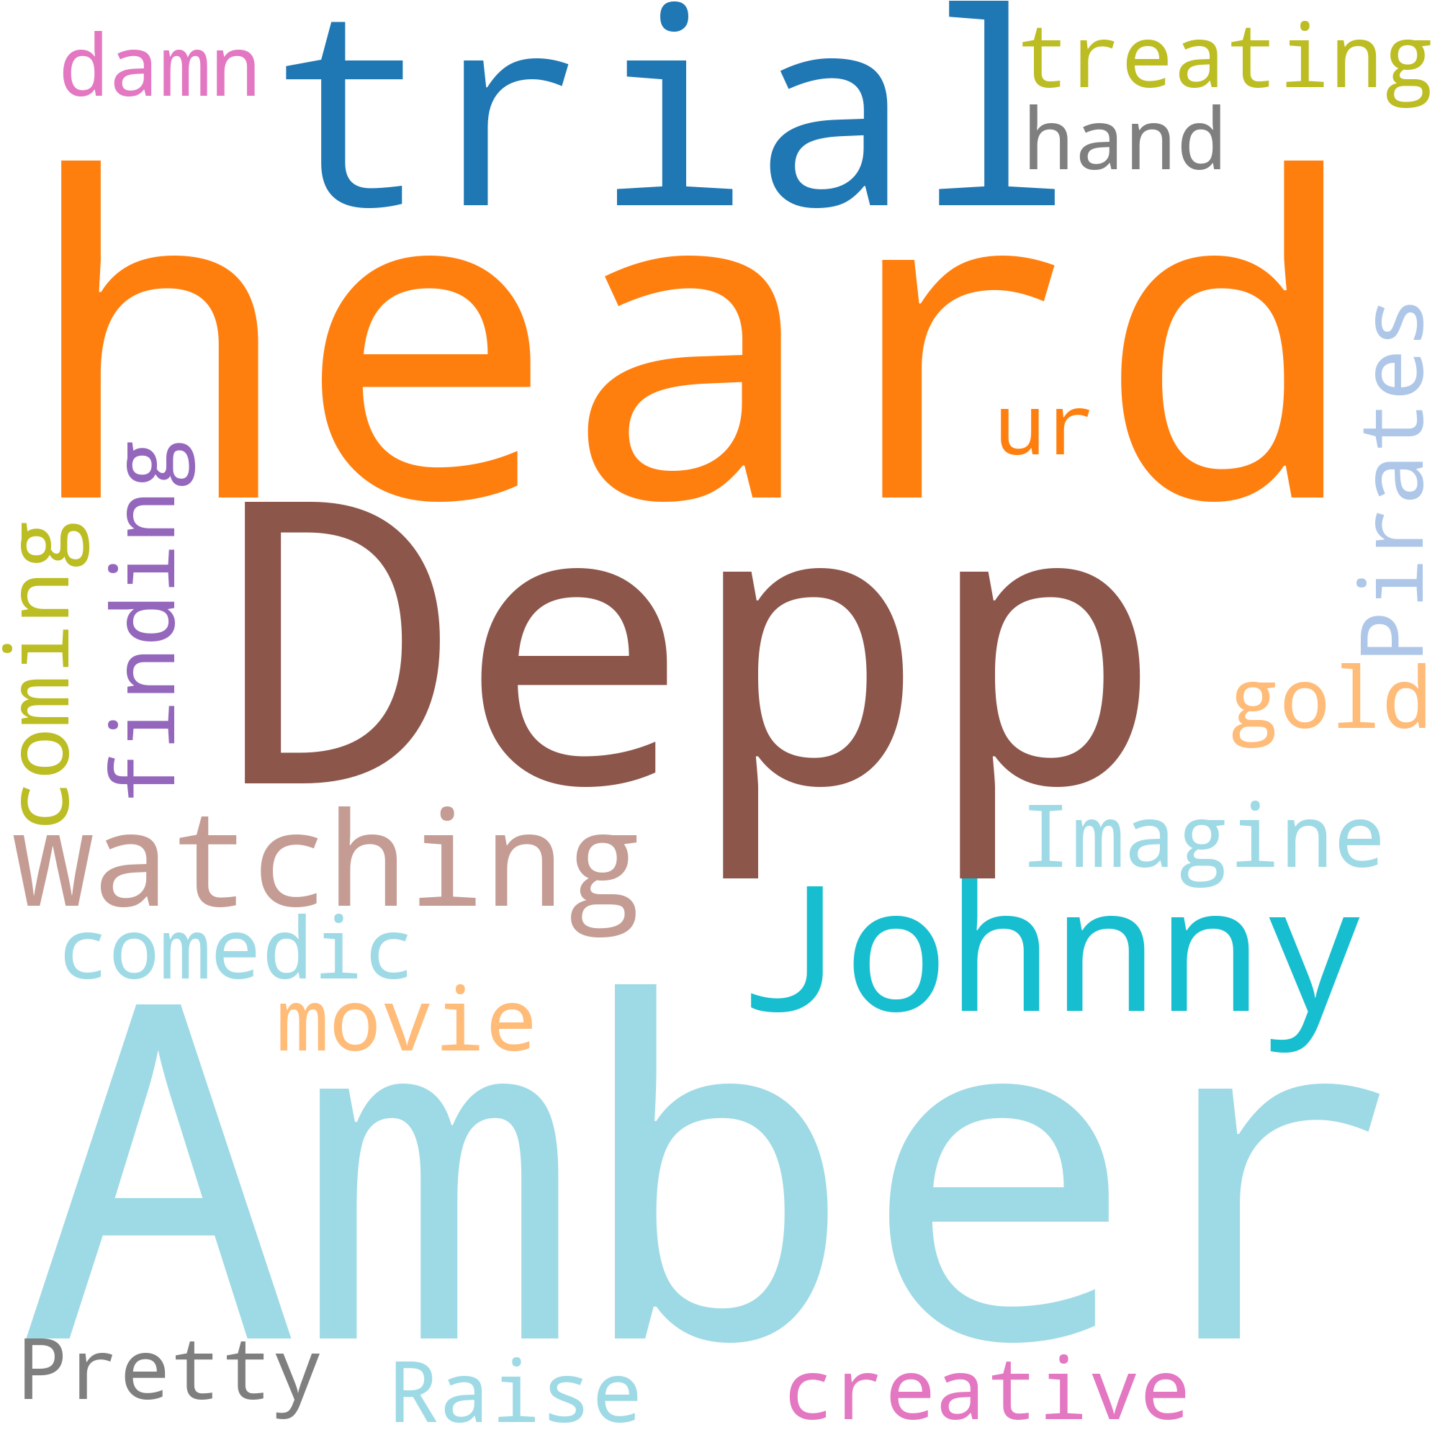 damn
trial
treating
hand
heard
ur
Pirates
finding
coming
Depp
gold
watching
Imagine
Johnny
comedic
movie
Amber
Pretty
Raise
creative